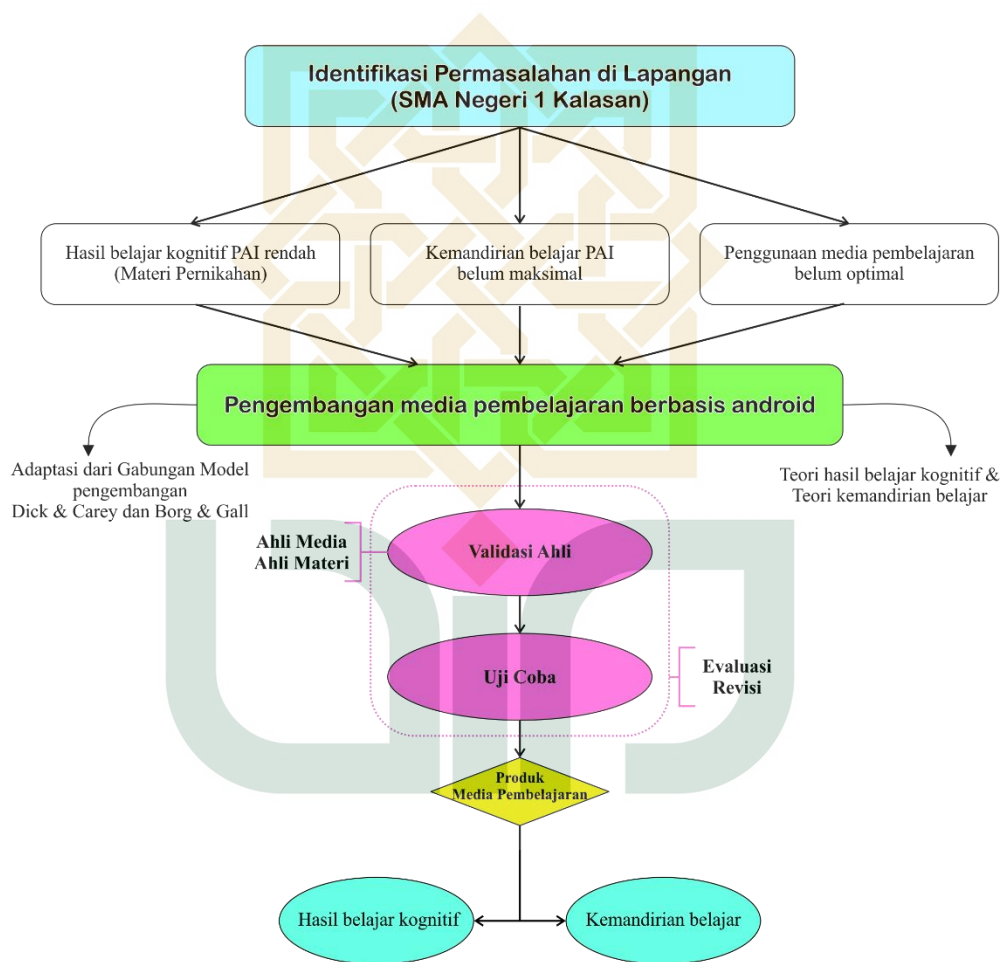 Identifikasi Permasalahan di Lapangan
(SMA Negeri 1 Kalasan)
Hasil belajar kognitif PAI rendah
(Materi Pernikahan)
Kemandirian belajar PAI
belum maksimal
Penggunaan media pembelajaran
belum optimal
Pengembangan media pembelajaran berbasis android
Adaptasi dari Gabungan Model
pengembangan
Dick & Carey dan Borg & Gall
Teori hasil belajar kognitif &
Teori kemandirian belajar
Ahli Media
Ahli Materi
Validasi Ahli
Uji Coba
Evaluasi
Revisi
Produk
Media Pembelajaran
Hasil belajar kognitif
Kemandirian belajar